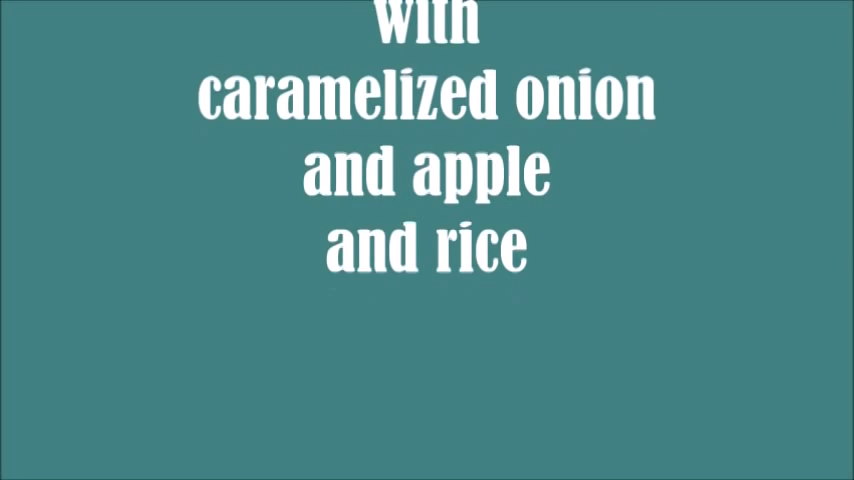 with
caramelized onion
and apple
and rice